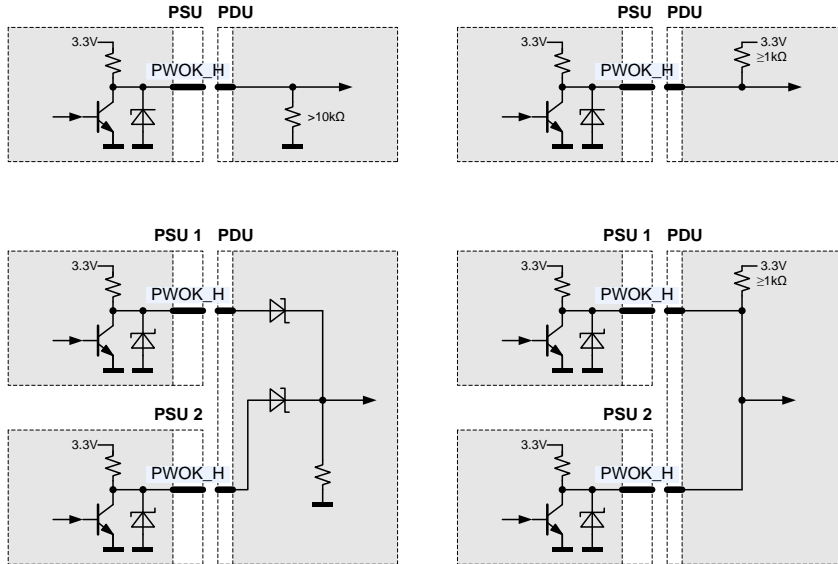 PSU PDU
3.3V
PWOK_H
>10kΩ
PSU PDU
3.3V
PWOK_H
3.3V
≥1kΩ
PSU 1 PDU
3.3V
PWOK_H
PSU 2
3.3V
PWOK_H
PSU 1 PDU
3.3V
PWOK_H
3.3V
≥1kΩ
PSU 2
3.3V
PWOK_H